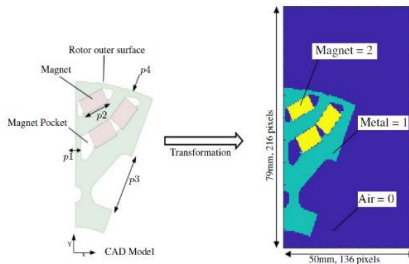 Rotor outer surface
Magnet
p4
p2
Magnet Pocket
p1
p3
Y
x
CAD Model
Transformation
79mm, 216 pixels
Magnet = 2
Metal = 1
Air = 0
50mm, 136 pixels